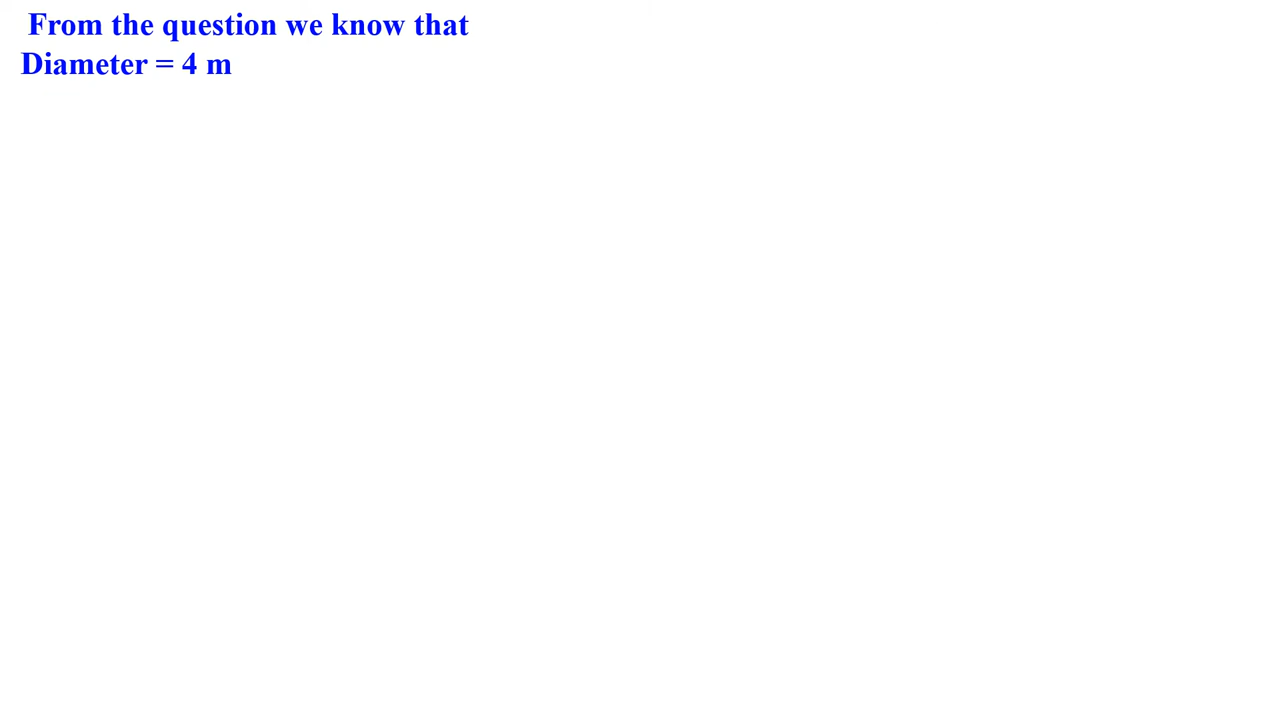 From the question we know that
Diameter = 4 m